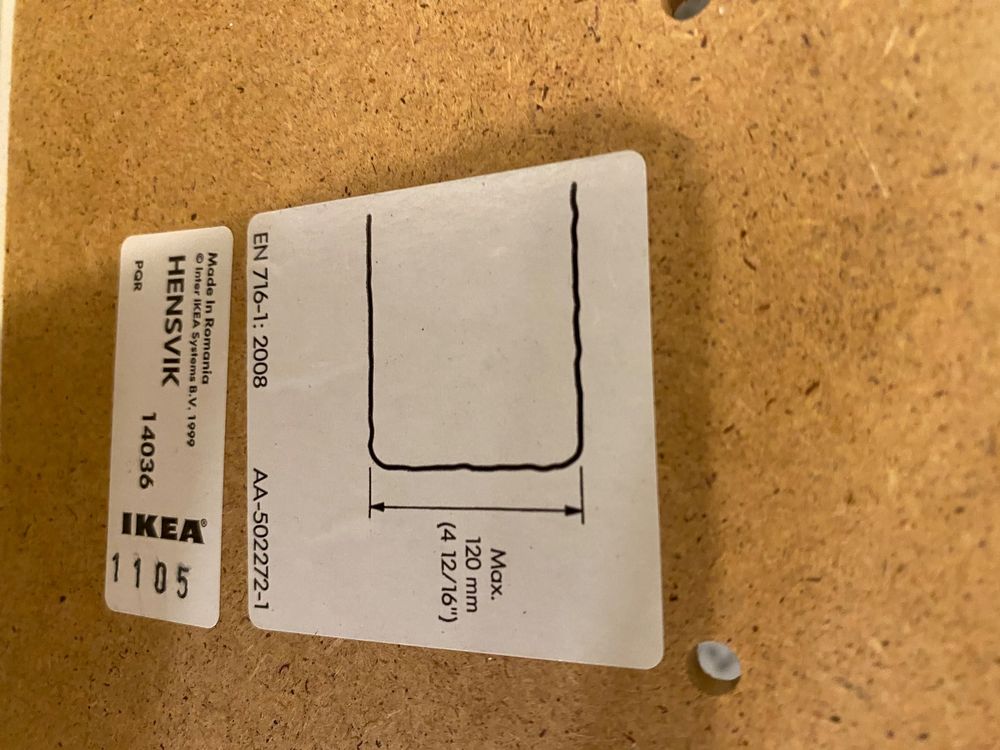 Max.
120 mm
(4 12/16")
EN 716-1: 2008 AA-502272-1
Made in Romania
© Inter IKEA Systems B.V. 1999
HENSVIK 14036 IKEA®
PQR 1105